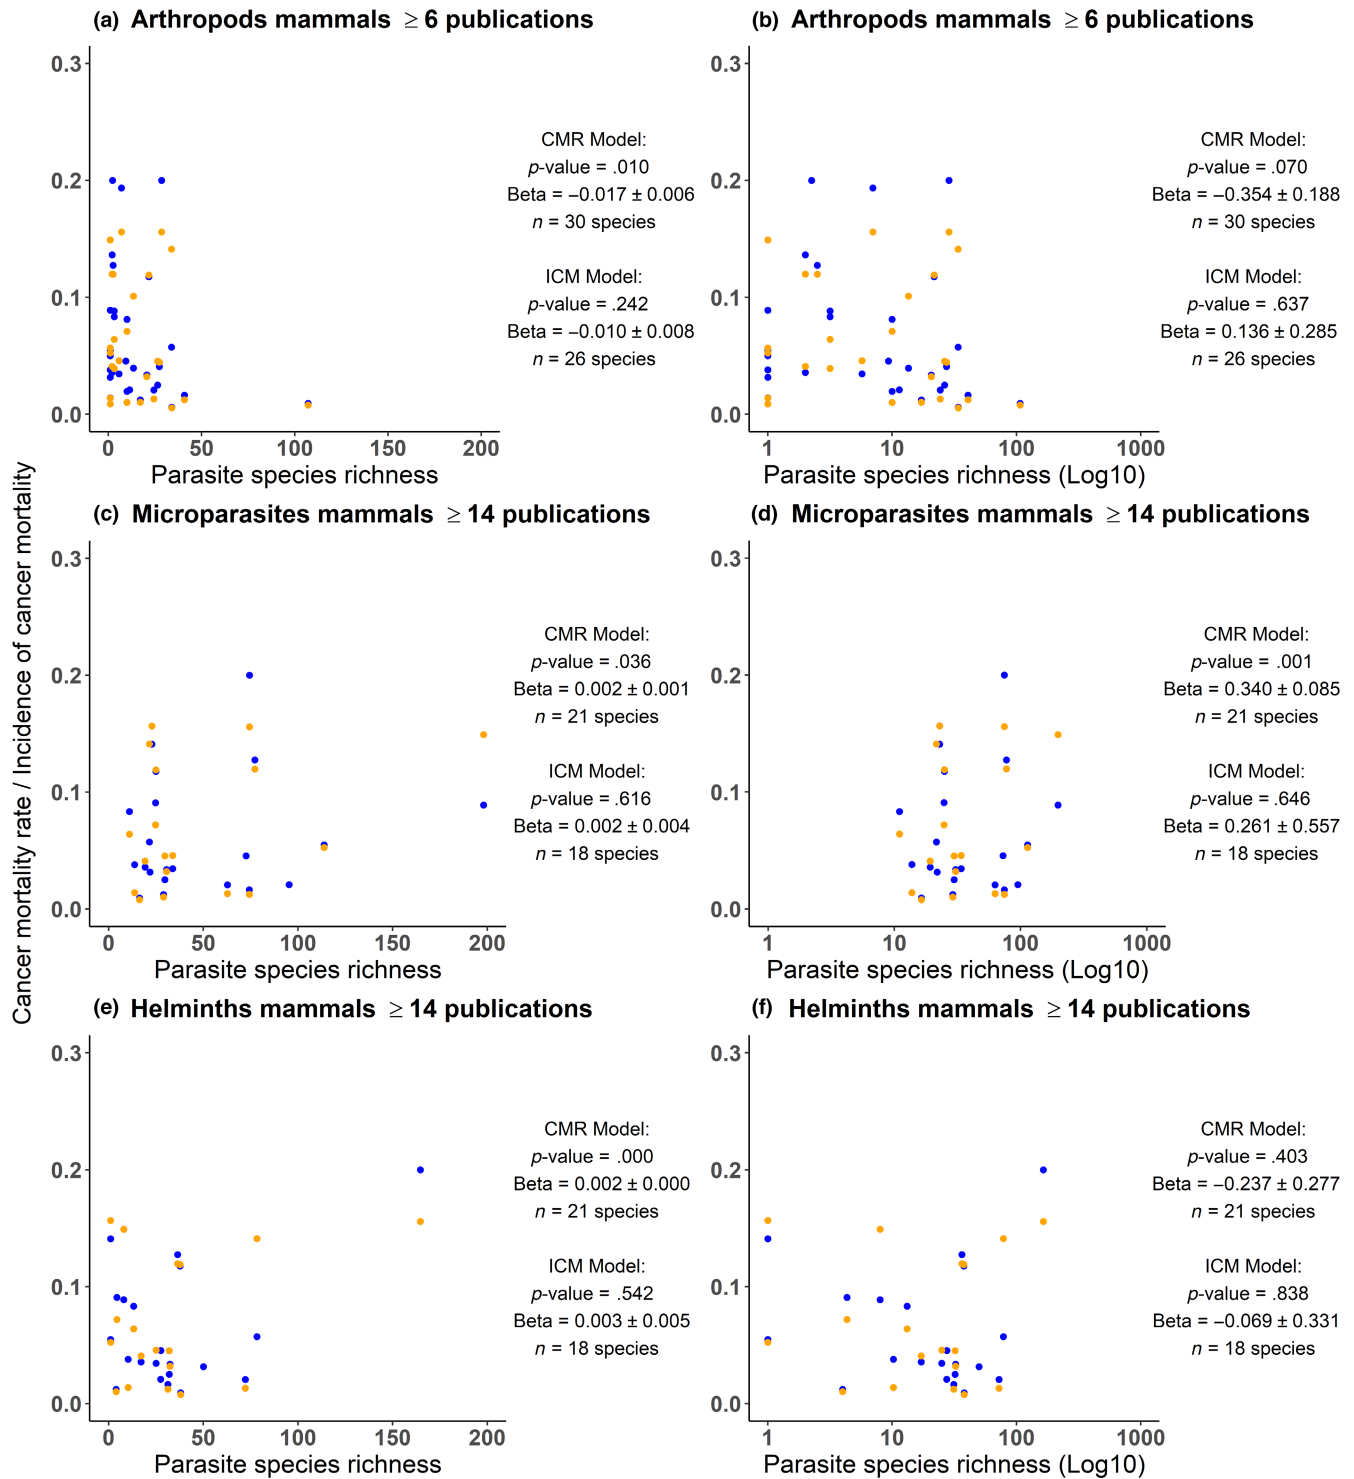 Cancer mortality rate / Incidence of cancer mortality
(a) Arthropods mammals ≥ 6 publications
0.3
0.2
0.1
0.0
0 50 100 150 200
Parasite species richness
CMR Model:
p-value = .010
Beta = −0.017 ± 0.006
n = 30 species
ICM Model:
p-value = .242
Beta = −0.010 ± 0.008
n = 26 species
(b) Arthropods mammals ≥ 6 publications
0.3
0.2
0.1
0.0
1 10 100 1000
Parasite species richness (Log10)
CMR Model:
p-value = .070
Beta = −0.354 ± 0.188
n = 30 species
ICM Model:
p-value = .637
Beta = 0.136 ± 0.285
n = 26 species
(c) Microparasites mammals ≥ 14 publications
0.3
0.2
0.1
0.0
0 50 100 150 200
Parasite species richness
CMR Model:
p-value = .036
Beta = 0.002 ± 0.001
n = 21 species
ICM Model:
p-value = .616
Beta = 0.002 ± 0.004
n = 18 species
(d) Microparasites mammals ≥ 14 publications
0.3
0.2
0.1
0.0
1 10 100 1000
Parasite species richness (Log10)
CMR Model:
p-value = .001
Beta = 0.340 ± 0.085
n = 21 species
ICM Model:
p-value = .646
Beta = 0.261 ± 0.557
n = 18 species
(e) Helminths mammals ≥ 14 publications
0.3
0.2
0.1
0.0
0 50 100 150 200
Parasite species richness
CMR Model:
p-value = .000
Beta = 0.002 ± 0.000
n = 21 species
ICM Model:
p-value = .542
Beta = 0.003 ± 0.005
n = 18 species
(f) Helminths mammals ≥ 14 publications
0.3
0.2
0.1
0.0
1 10 100 1000
Parasite species richness (Log10)
CMR Model:
p-value = .403
Beta = −0.237 ± 0.277
n = 21 species
ICM Model:
p-value = .838
Beta = −0.069 ± 0.331
n = 18 species